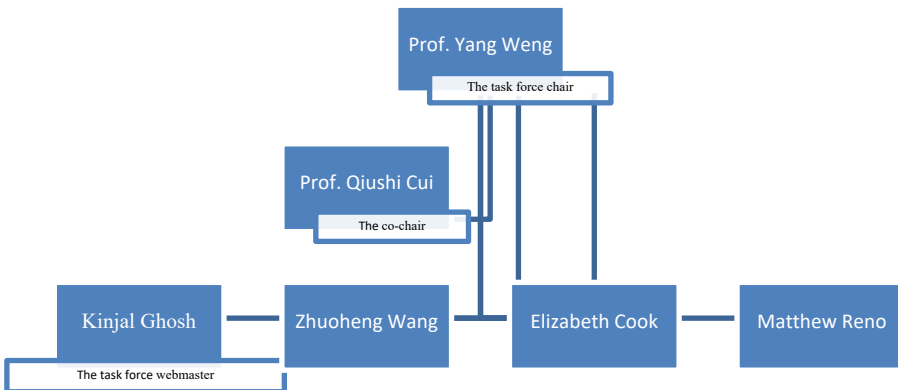 Prof. Yang Weng
The task force chair
Prof. Qiushi Cui
The co-chair
Kinjal Ghosh
The task force webmaster
Zhuoheng Wang
Elizabeth Cook
Matthew Reno